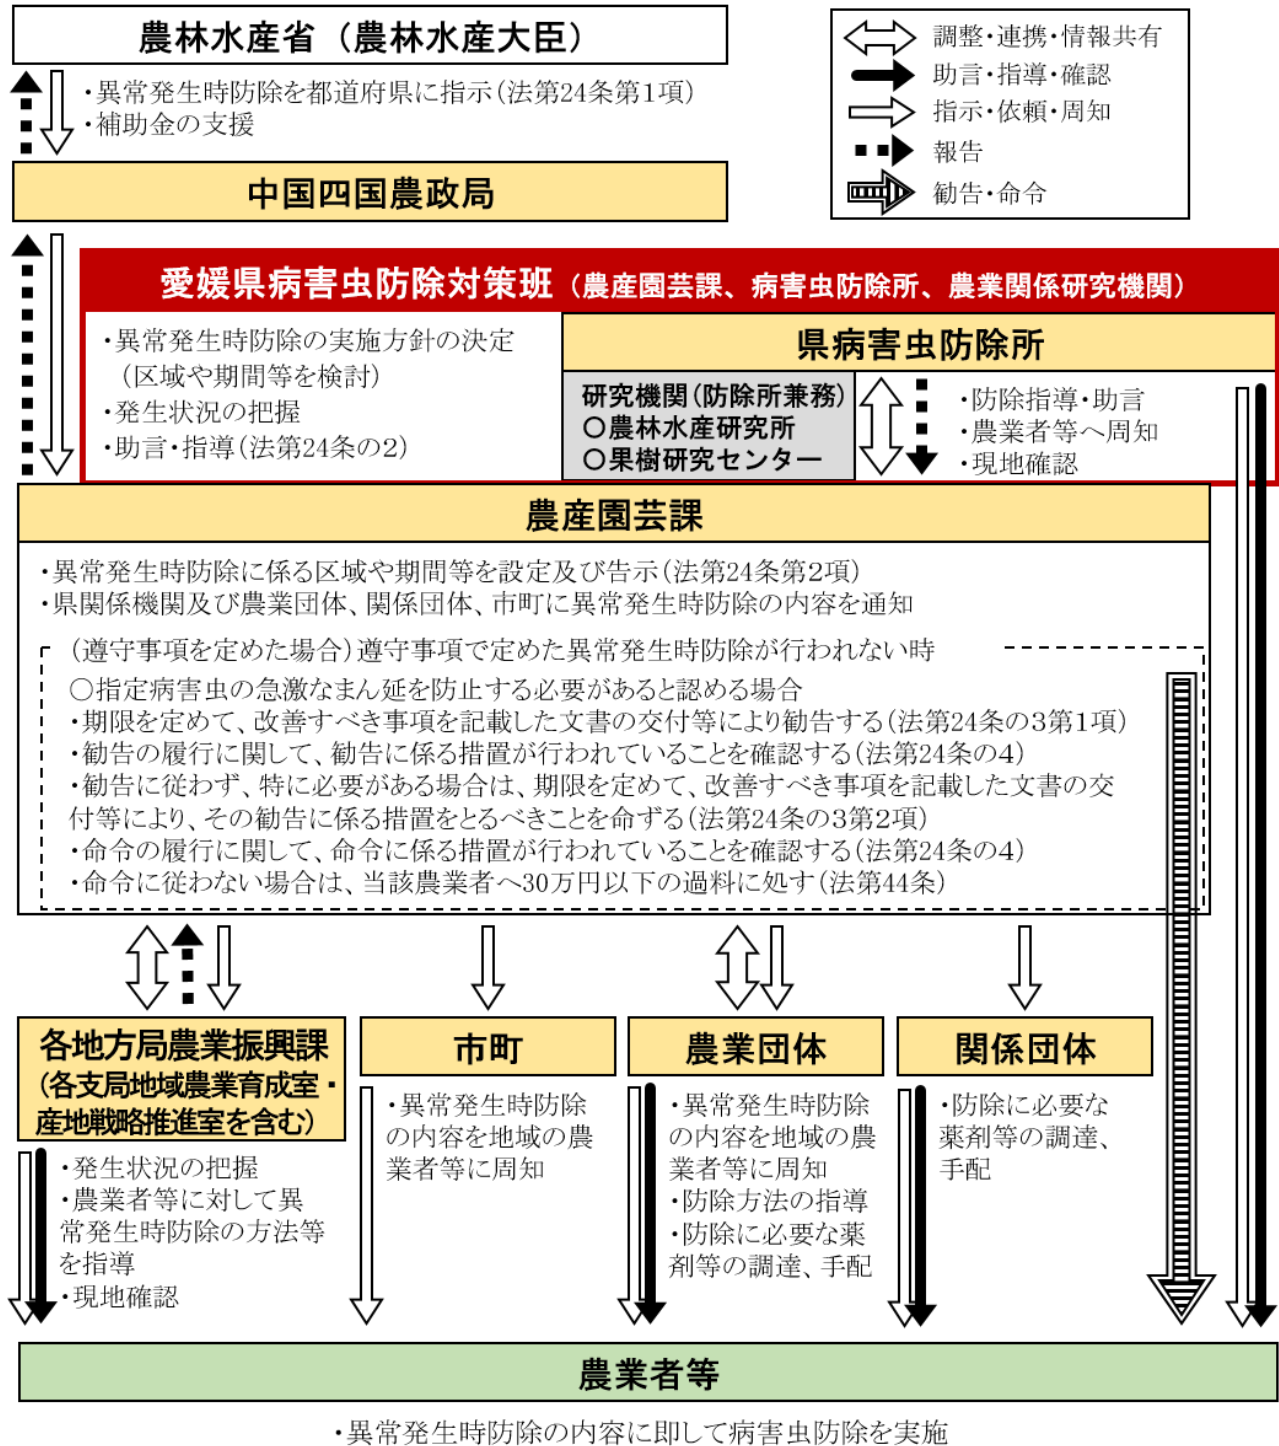 農林水産省（農林水産大臣）
・異常発生時防除を都道府県に指示（法第24条第1項）
・補助金の支援
中国四国農政局
調整・連携・情報共有
助言・指導・確認
指示・依頼・周知
報告
勧告・命令
愛媛県病害虫防除対策班（農産園芸課、病害虫防除所、農業関係研究機関）
・異常発生時防除の実施方針の決定
（区域や期間等を検討）
・発生状況の把握
・助言・指導（法第24条の2）
県病害虫防除所
研究機関（防除所兼務）
○農林水産研究所
○果樹研究センター
・防除指導・助言
・農業者等へ周知
・現地確認
農産園芸課
・異常発生時防除に係る区域や期間等を設定及び告示（法第24条第2項）
・県関係機関及び農業団体、関係団体、市町に異常発生時防除の内容を通知
（遵守事項を定めた場合）遵守事項で定めた異常発生時防除が行われない時
○指定病害虫の急激なまん延を防止する必要があると認める場合
・期限を定めて、改善すべき事項を記載した文書の交付等により勧告する（法第24条の3第1項）
・勧告の履行に関して、勧告に係る措置が行われていることを確認する（法第24条の4）
・勧告に従わず、特に必要がある場合は、期限を定めて、改善すべき事項を記載した文書の交
付等により、その勧告に係る措置をとるべきことを命ずる（法第24条の3第2項）
・命令の履行に関して、命令に係る措置が行われていることを確認する（法第24条の4）
・命令に従わない場合は、当該農業者へ30万円以下の過料に処す（法第44条）
各地方局農業振興課
（各支局地域農業育成室・
産地戦略推進室を含む）
・発生状況の把握
・農業者等に対して異
常発生時防除の方法等
を指導
・現地確認
市町
・異常発生時防除
の内容を地域の農
業者等に周知
農業団体
・異常発生時防除
の内容を地域の農
業者等に周知
・防除方法の指導
・防除に必要な薬
剤等の調達、手配
関係団体
・防除に必要な
薬剤等の調達、
手配
農業者等
・異常発生時防除の内容に即して病害虫防除を実施